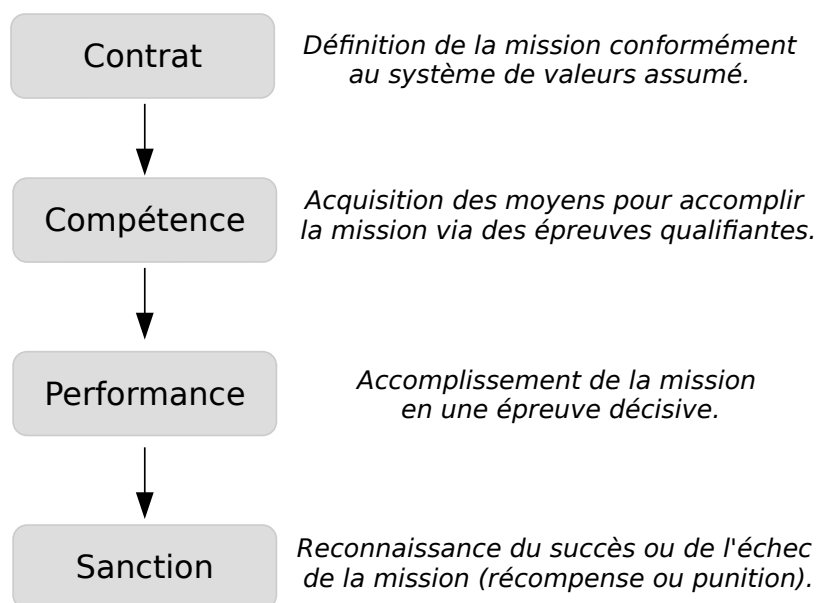 Contrat
Définition de la mission conformément
au système de valeurs assumé.
Compétence
Acquisition des moyens pour accomplir
la mission via des épreuves qualifiantes.
Performance
Accomplissement de la mission
en une épreuve décisive.
Sanction
Reconnaissance du succès ou de l'échec
de la mission (récompense ou punition).